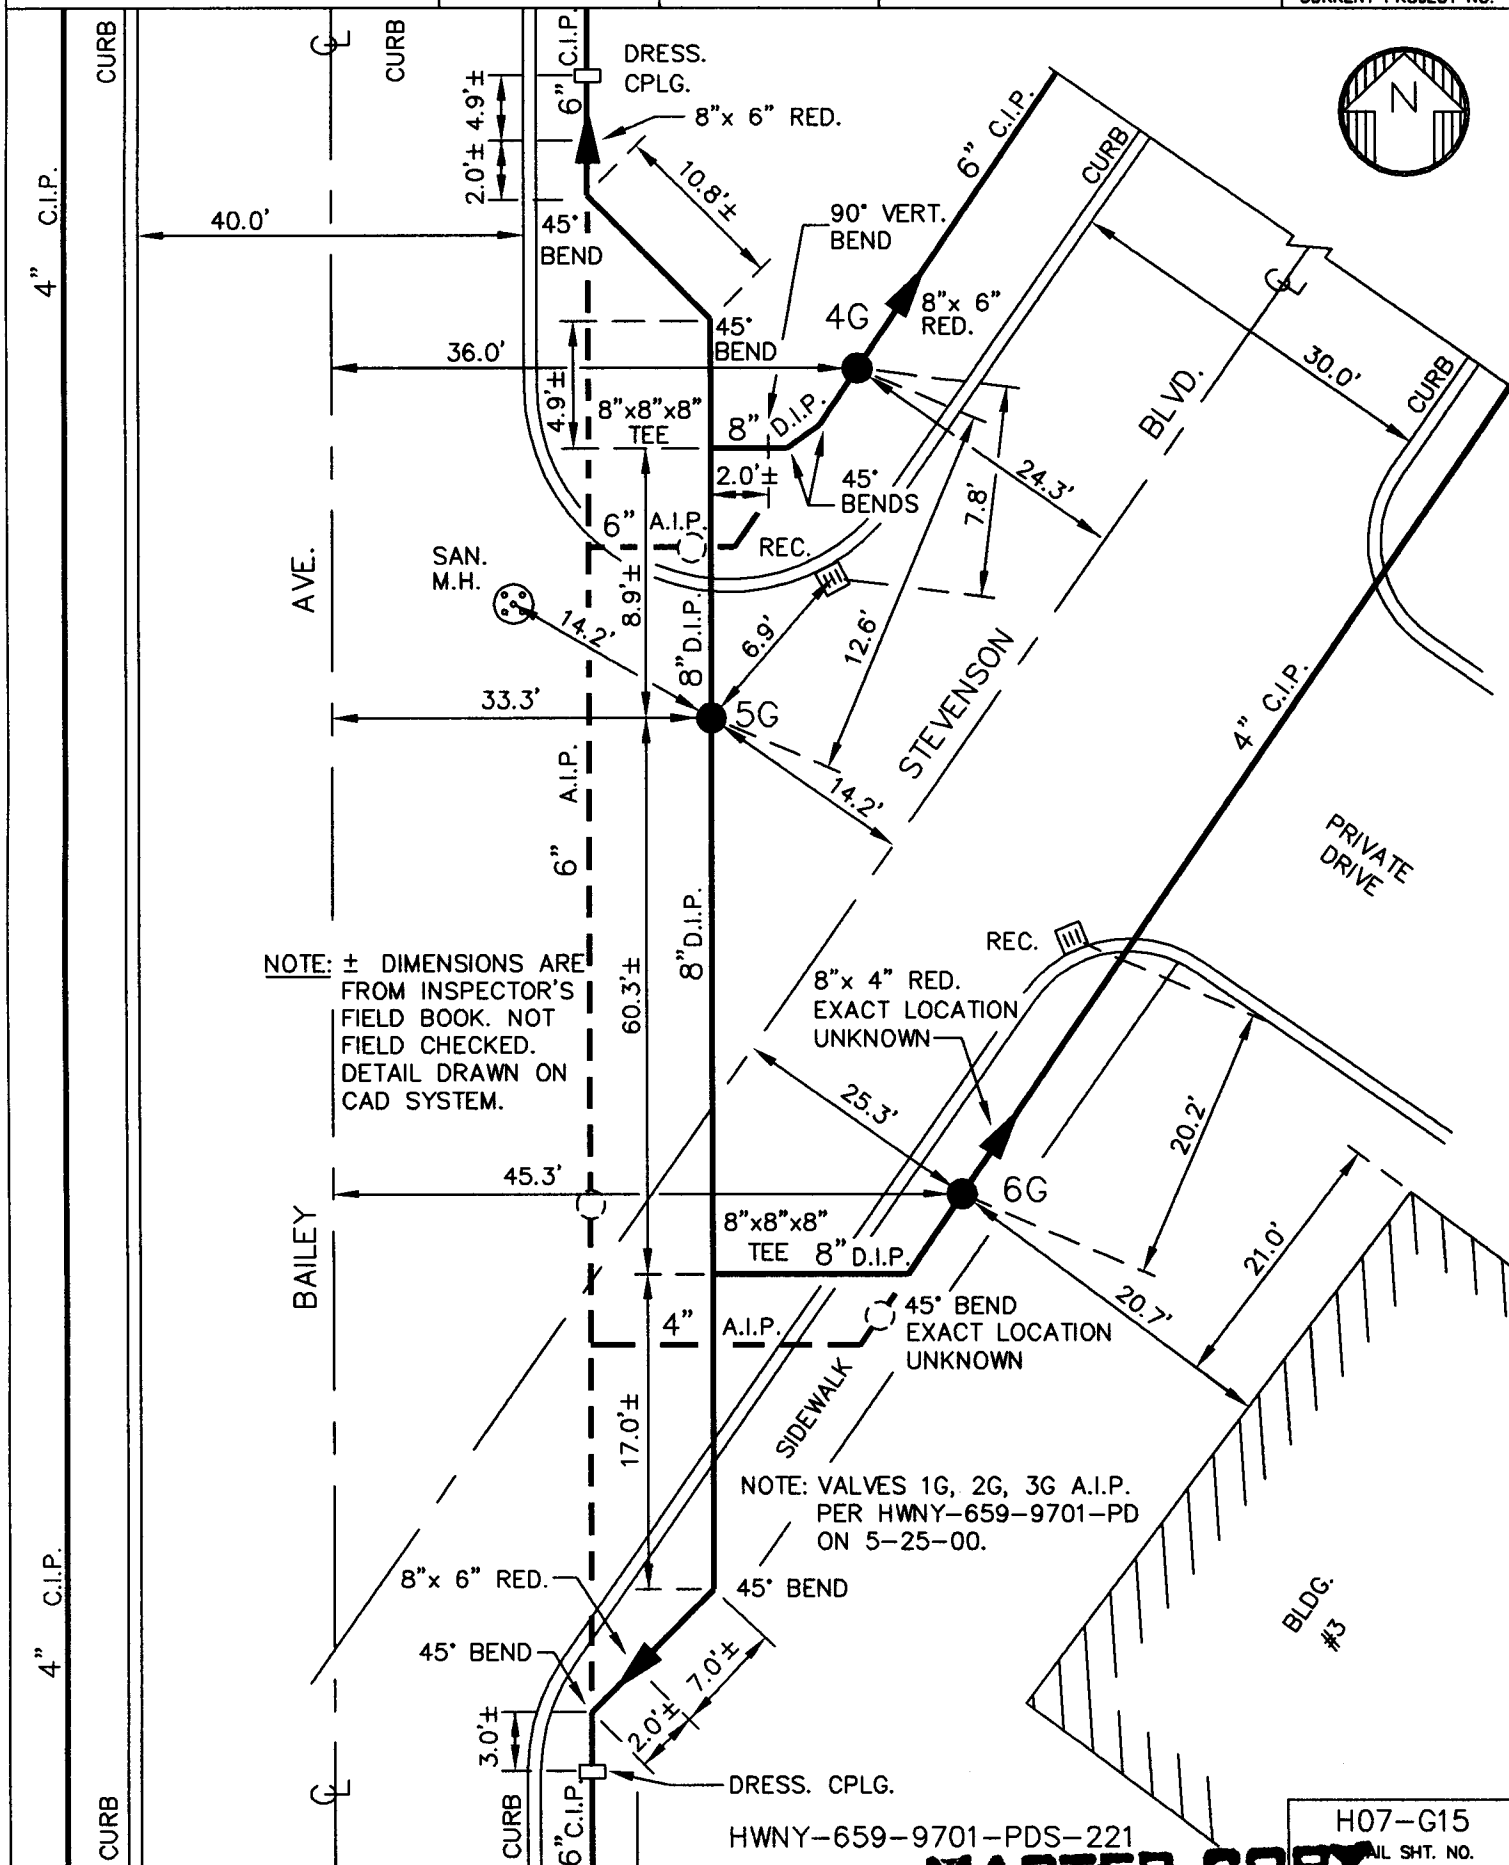 CURRENT PROJECT NO.
CURB
℄
CURB
6" C.I.P.
DRESS.
CPLG.
N
4.9'±
8"x 6" RED.
2.0'±
10.8'±
6" C.I.P.
CURB
4" C.I.P.
40.0'
45°
BEND
90° VERT.
BEND
℄
4G
8"x 6"
RED.
45°
BEND
36.0'
30.0'
CURB
4.9'±
8"x8"x8"
TEE
8" D.I.P.
BLVD.
2.0'±
45°
BENDS
24.3'
7.8'
6" A.I.P.
REC.
SAN.
M.H.
AVE.
8.9'±
14.2'
8" D.I.P.
6.9'
12.6'
STEVENSON
33.3'
5G
4" C.I.P.
6" A.I.P.
14.2'
PRIVATE
DRIVE
8" D.I.P.
REC.
NOTE: ± DIMENSIONS ARE
FROM INSPECTOR'S
FIELD BOOK. NOT
FIELD CHECKED.
DETAIL DRAWN ON
CAD SYSTEM.
60.3'±
8"x 4" RED.
EXACT LOCATION
UNKNOWN
25.3'
20.2'
45.3'
6G
BAILEY
8"x8"x8"
TEE
8" D.I.P.
21.0'
20.7'
4" A.I.P.
45° BEND
EXACT LOCATION
UNKNOWN
SIDEWALK
17.0'±
NOTE: VALVES 1G, 2G, 3G A.I.P.
PER HWNY-659-9701-PD
ON 5-25-00.
4" C.I.P.
8"x 6" RED.
45° BEND
BLDG.
#3
45° BEND
7.0'±
2.0'±
3.0'±
℄
DRESS. CPLG.
CURB
CURB
6" C.I.P.
HWNY-659-9701-PDS-221
H07-G15
MASTER COPY
SHT. NO.